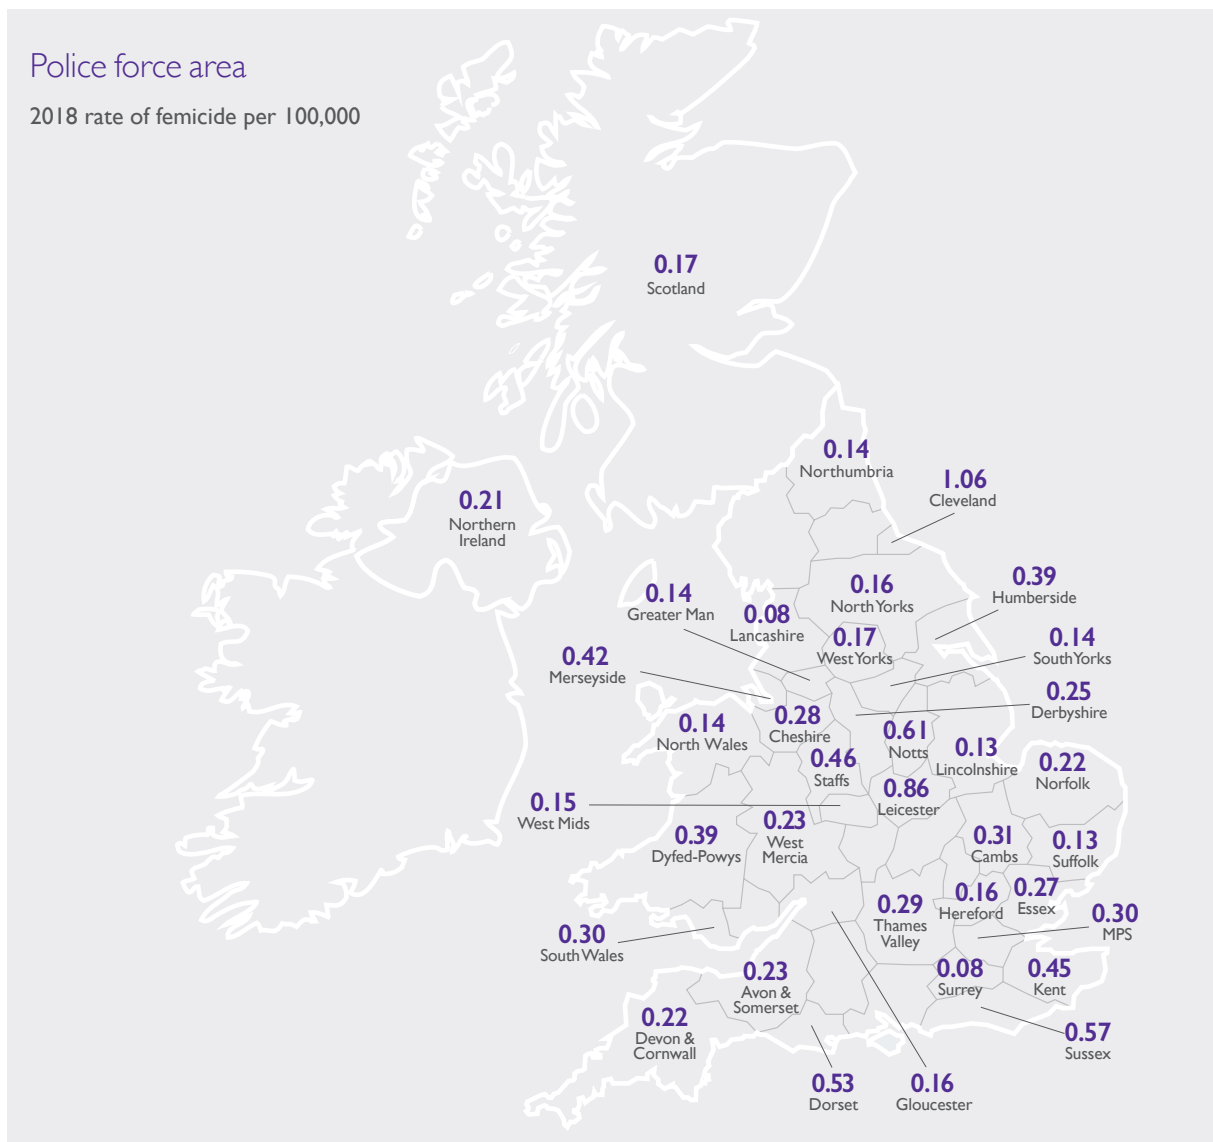 Police force area
2018 rate of femicide per 100,000
0.17
Scotland
0.14
Northumbria
1.06
Cleveland
0.21
Northern
Ireland
0.16
North Yorks
0.39
Humberside
0.14
Greater Man
0.08
Lancashire
0.17
West Yorks
0.14
South Yorks
0.42
Merseyside
0.25
Derbyshire
0.14
North Wales
0.28
Cheshire
0.61
Notts
0.13
Lincolnshire
0.22
Norfolk
0.46
Staffs
0.86
Leicester
0.15
West Mids
0.39
Dyfed-Powys
0.23
West
Mercia
0.31
Cambs
0.13
Suffolk
0.29
Thames
Valley
0.16
Hereford
0.27
Essex
0.30
MPS
0.30
South Wales
0.23
Avon &
Somerset
0.08
Surrey
0.45
Kent
0.22
Devon &
Cornwall
0.57
Sussex
0.53
Dorset
0.16
Gloucester